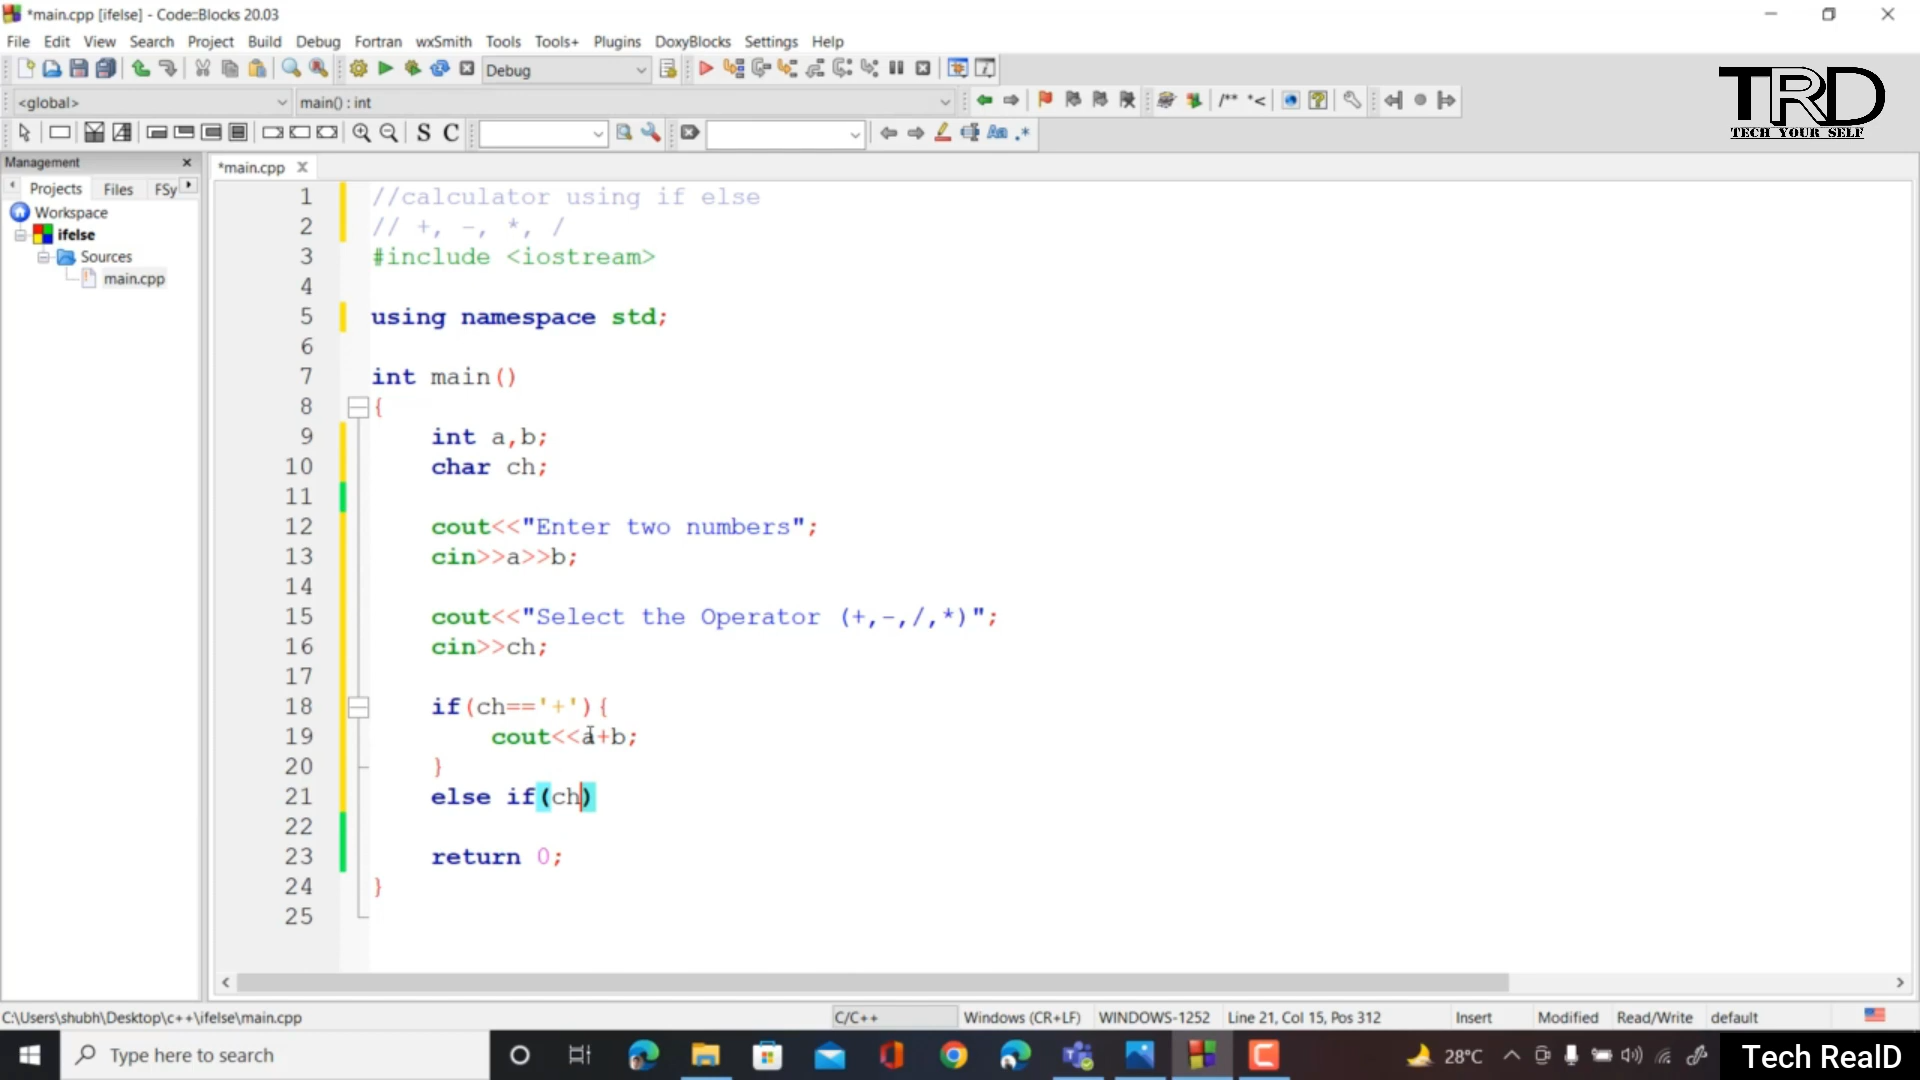 *main.cpp [ifelse] - Code::Blocks 20.03
File Edit View Search Project Build Debug Fortran wxSmith Tools Tools+ Plugins DoxyBlocks Settings Help
Debug
<global> main() : int
/** *<
S C Aa .*
TRD
TECH YOUR SELF
Management
*main.cpp
Projects Files FSy
Workspace
ifelse
Sources
main.cpp
1 //calculator using if else
2 // +, -, *, /
3 #include <iostream>
4
5 using namespace std;
6
7 int main()
8 {
9 int a,b;
10 char ch;
11
12 cout<<"Enter two numbers";
13 cin>>a>>b;
14
15 cout<<"Select the Operator (+,-,/,*)";
16 cin>>ch;
17
18 if(ch=='+'){
19 cout<<a+b;
20 }
21 else if(ch)
22
23 return 0;
24 }
25
C:\Users\shubh\Desktop\c++\ifelse\main.cpp C/C++ Windows (CR+LF) WINDOWS-1252 Line 21, Col 15, Pos 312 Insert Modified Read/Write default
Type here to search 28°C Tech RealD